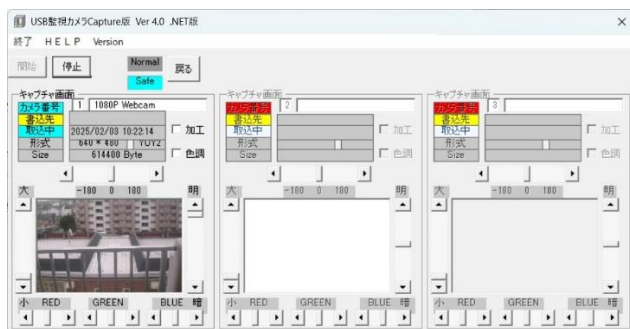 USB監視カメラCapture版 Ver 4.0 .NET版
終了 H E L P Version
開始 停止 Normal Safe 戻る
キャプチャ画面
カメラ番号 1 1080P Webcam
書込先
取込中 2025/02/03 10:22:14 加工
形式 640 * 480 YUY2
Size 614400 Byte 色調
大 -180 0 180 明
小 RED GREEN BLUE 暗
キャプチャ画面
カメラ番号 2
書込先
取込中 加工
形式
Size 色調
大 -180 0 180 明
小 RED GREEN BLUE 暗
キャプチャ画面
カメラ番号 3
書込先
取込中 加工
形式
Size 色調
大 -180 0 180 明
小 RED GREEN BLUE 暗